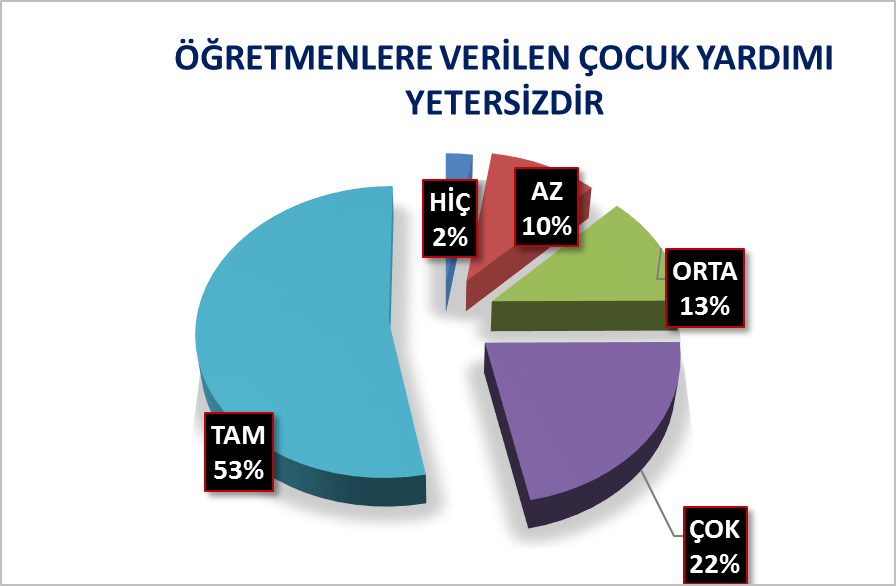 ÖĞRETMENLERE VERİLEN ÇOCUK YARDIMI
YETERSİZDİR
HİÇ
2%
AZ
10%
ORTA
13%
TAM
53%
ÇOK
22%